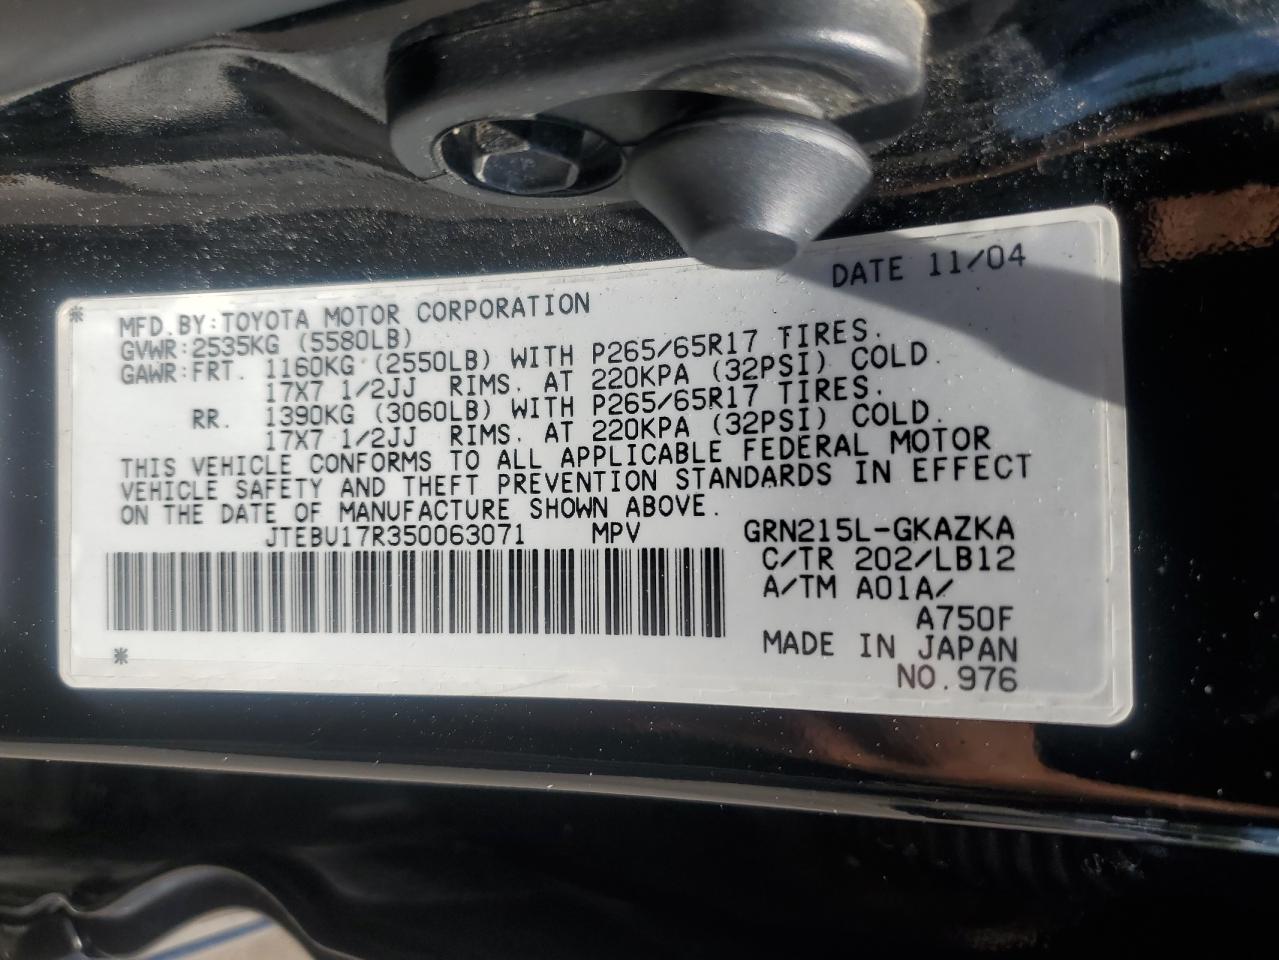 DATE 11/04
MFD.BY:TOYOTA MOTOR CORPORATION
GVWR:2535KG (5580LB)
GAWR:FRT. 1160KG (2550LB) WITH P265/65R17 TIRES.
17X7 1/2JJ RIMS. AT 220KPA (32PSI) COLD.
RR. 1390KG (3060LB) WITH P265/65R17 TIRES.
17X7 1/2JJ RIMS. AT 220KPA (32PSI) COLD.
THIS VEHICLE CONFORMS TO ALL APPLICABLE FEDERAL MOTOR
VEHICLE SAFETY AND THEFT PREVENTION STANDARDS IN EFFECT
ON THE DATE OF MANUFACTURE SHOWN ABOVE.
JTEBU17R350063071 MPV GRN215L-GKAZKA
C/TR 202/LB12
A/TM A01A/
A750F
MADE IN JAPAN
NO.976